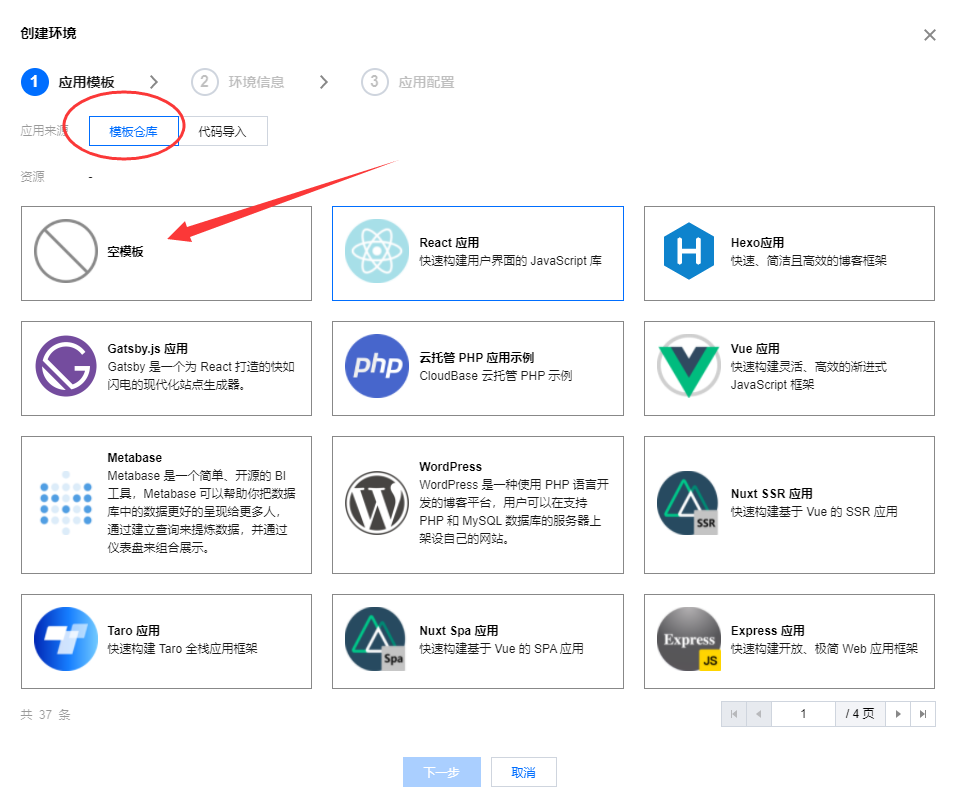 创建环境
1 应用模板 2 环境信息 3 应用配置
应用来源 模板仓库 代码导入
资源 -
空模板
React 应用
快速构建用户界面的 JavaScript 库
Hexo应用
快速、简洁且高效的博客框架
Gatsby.js 应用
Gatsby 是一个为 React 打造的快如
闪电的现代化站点生成器。
php
云托管 PHP 应用示例
CloudBase 云托管 PHP 示例
Vue 应用
快速构建灵活、高效的渐进式
JavaScript 框架
Metabase
Metabase 是一个简单、开源的 BI
工具，Metabase 可以帮助你把数据
库中的数据更好的呈现给更多人，
通过建立查询来提炼数据，并通过
仪表盘来组合展示。
WordPress
WordPress 是一种使用 PHP 语言开
发的博客平台，用户可以在支持
PHP 和 MySQL 数据库的服务器上
架设自己的网站。
SSR
Nuxt SSR 应用
快速构建基于 Vue 的 SSR 应用
Taro 应用
快速构建 Taro 全栈应用框架
Spa
Nuxt Spa 应用
快速构建基于 Vue 的 SPA 应用
Express
JS
Express 应用
快速构建开放、极简 Web 应用框架
共 37 条 1 / 4 页
下一步 取消